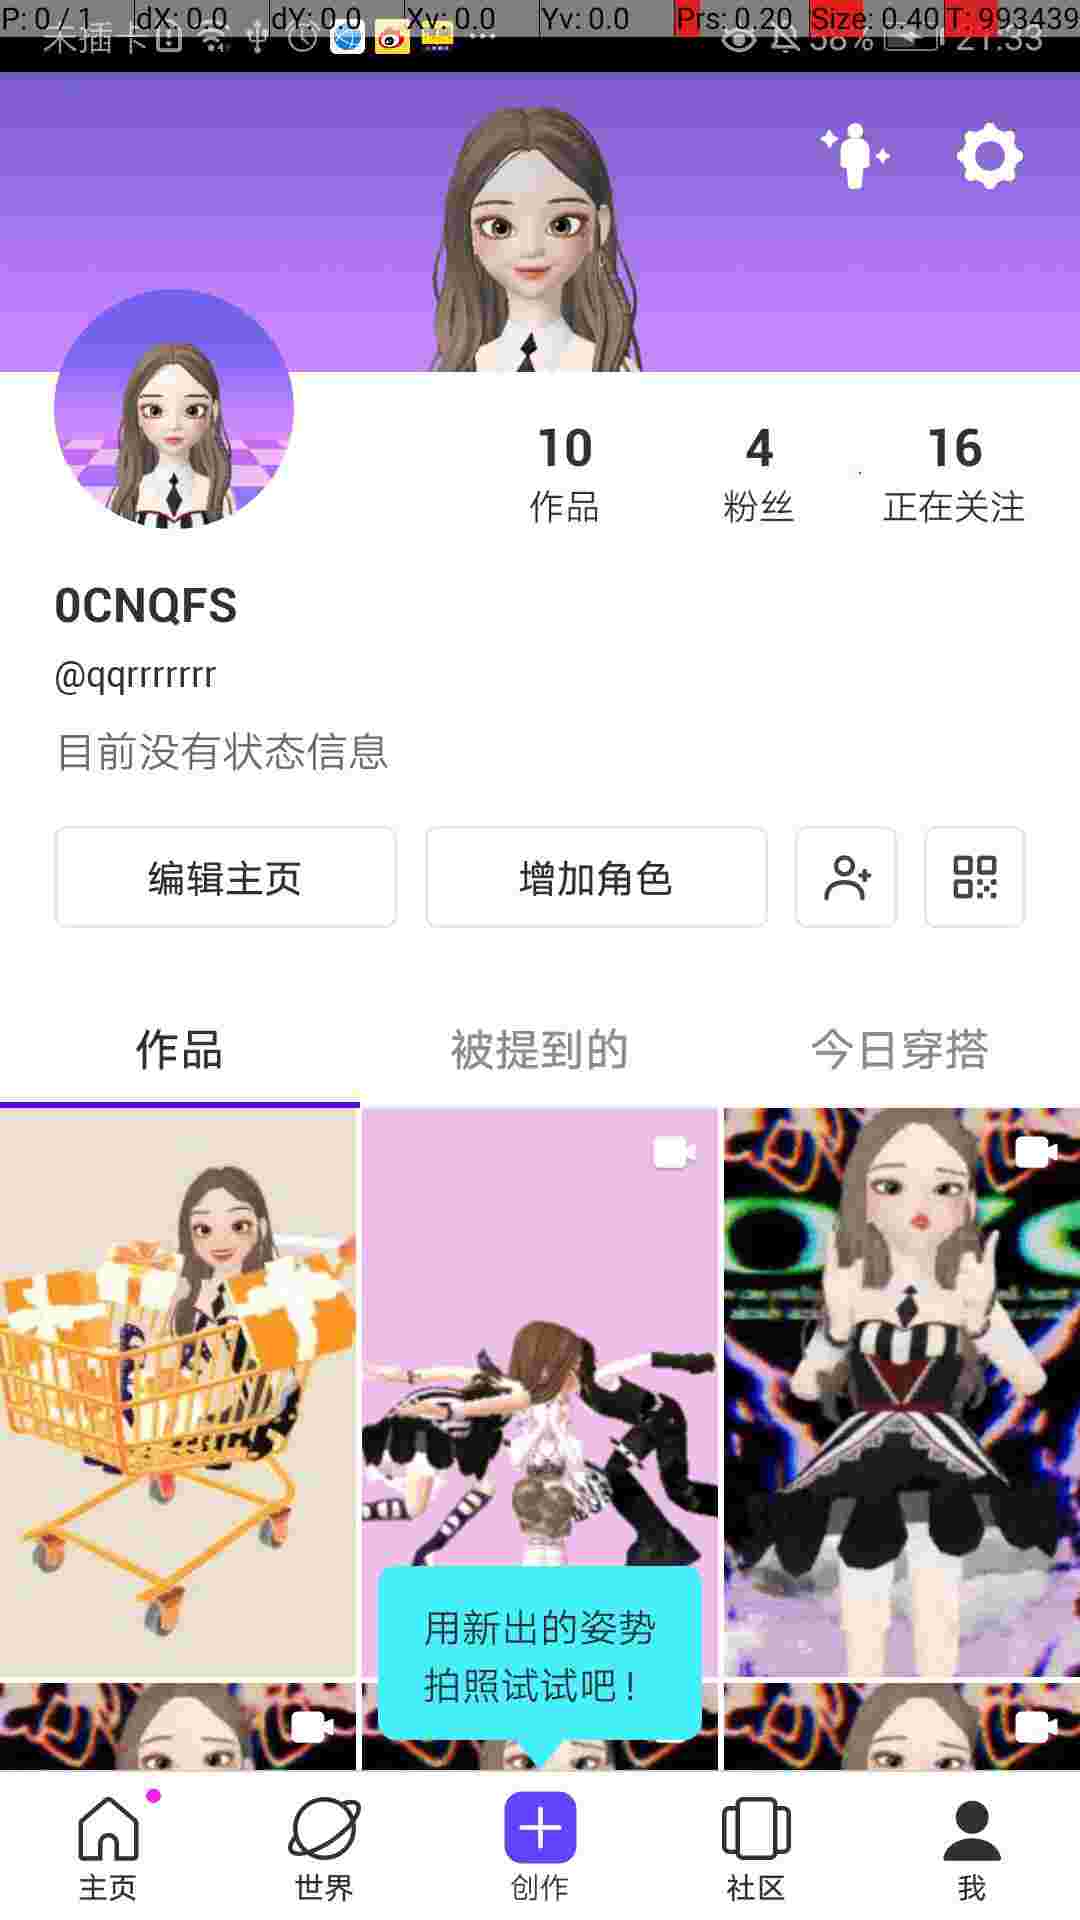 P: 0 / 1 dX: 0.0 dY: 0.0 Xv: 0.0 Yv: 0.0 Prs: 0.20 Size: 0.40 T: 993439
未插卡 58% 21:33
10 4 16
作品 粉丝 正在关注
0CNQFS
@qqrrrrrrr
目前没有状态信息
编辑主页 增加角色
作品 被提到的 今日穿搭
用新出的姿势
拍照试试吧！
主页 世界 创作 社区 我